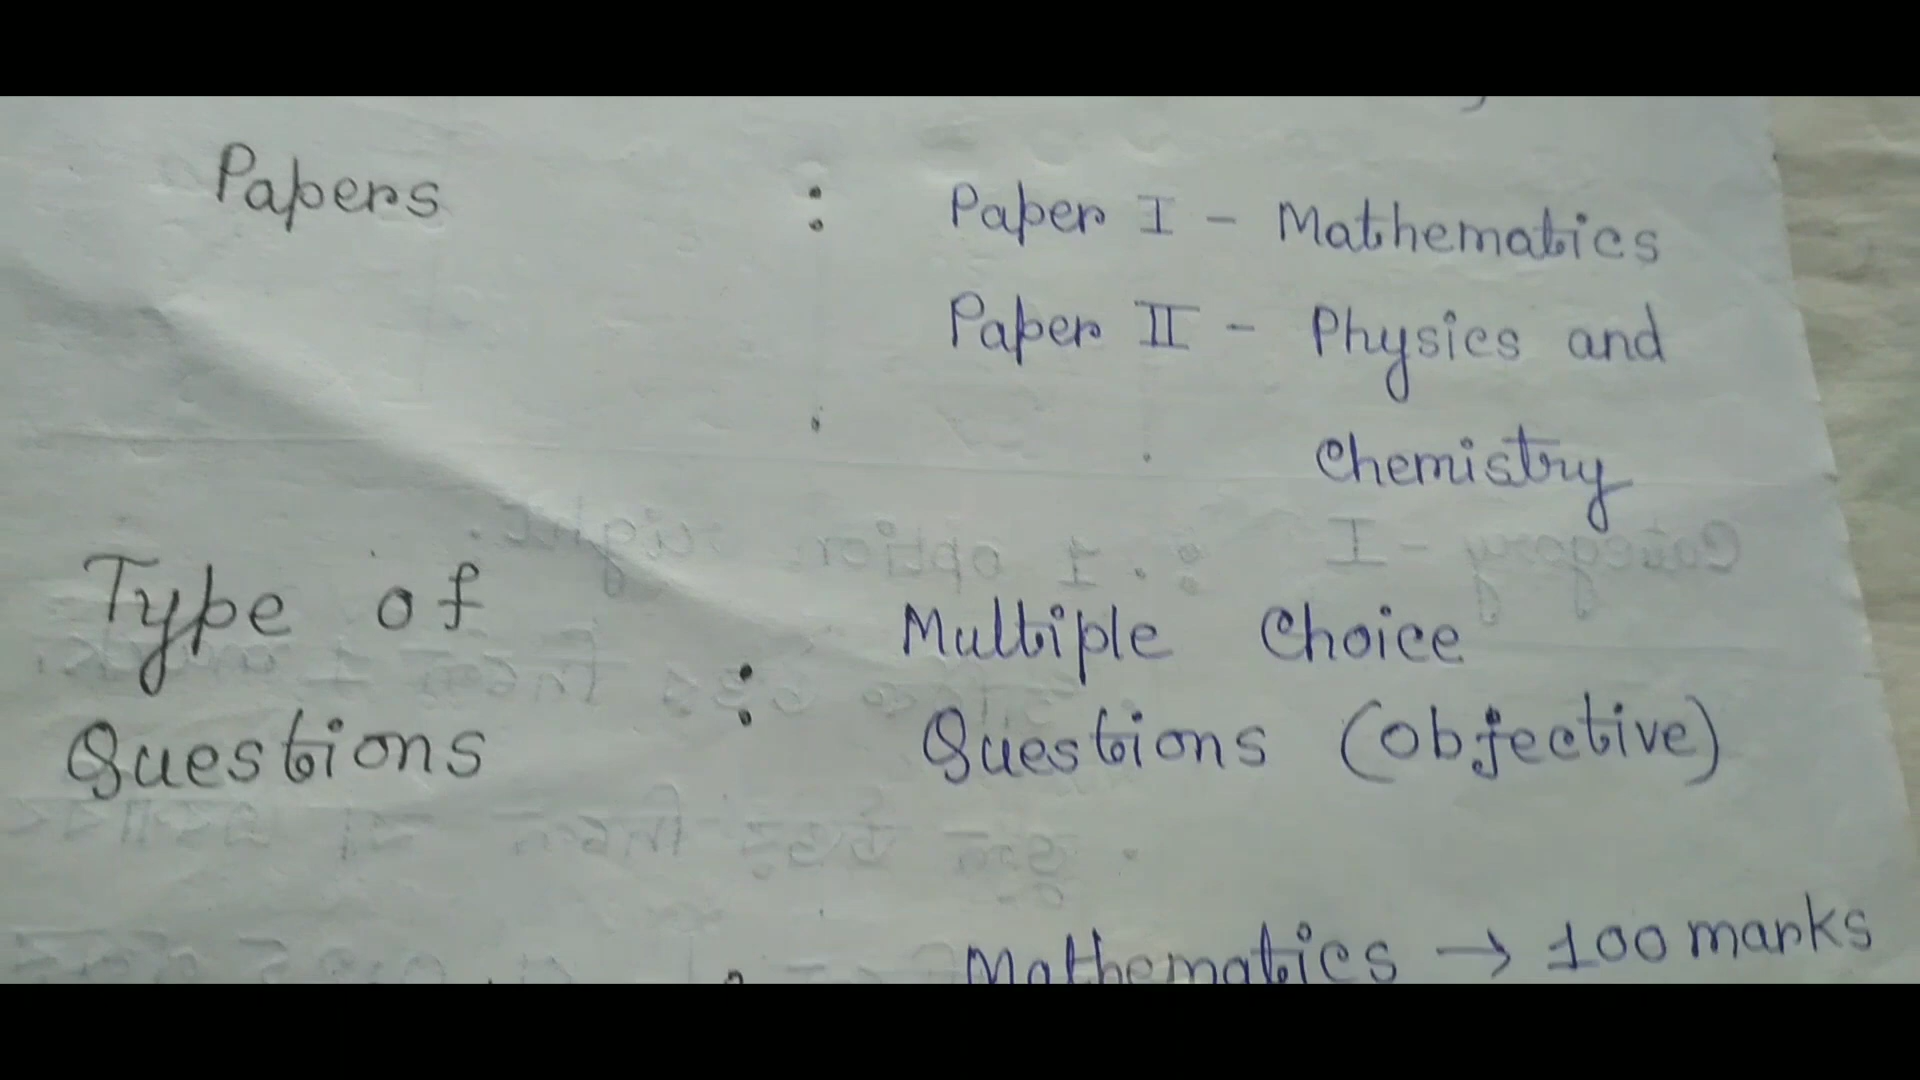 Papers : Paper I - Mathematics
Paper II - Physics and
Chemistry
Type of
Questions : Multiple Choice
Questions (objective)
Mathematics → 100 marks